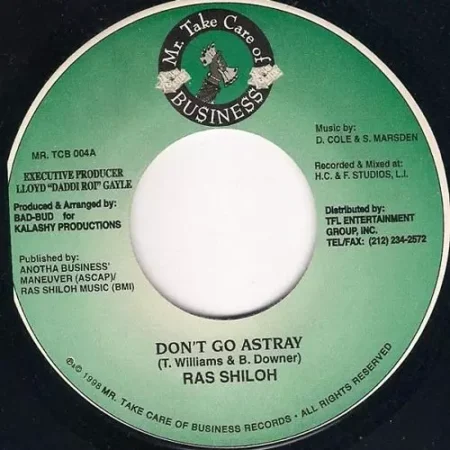 Mr. Take Care of
BUSINESS
MR. TCB 004A
EXECUTIVE PRODUCER
LLOYD "DADDI ROI" GAYLE
Produced & Arranged by:
BAD-BUD for
KALASHY PRODUCTIONS
Published by:
ANOTHA BUSINESS'
MANEUVER (ASCAP)/
RAS SHILOH MUSIC (BMI)
Music by:
D. COLE & S. MARSDEN
Recorded & Mixed at:
H.C. & F. STUDIOS, L.I.
Distributed by:
TFL ENTERTAINMENT
GROUP, INC.
TEL/FAX: (212) 234-2572
DON'T GO ASTRAY
(T. Williams & B. Downer)
RAS SHILOH
℗© 1998 MR. TAKE CARE OF BUSINESS RECORDS • ALL RIGHTS RESERVED